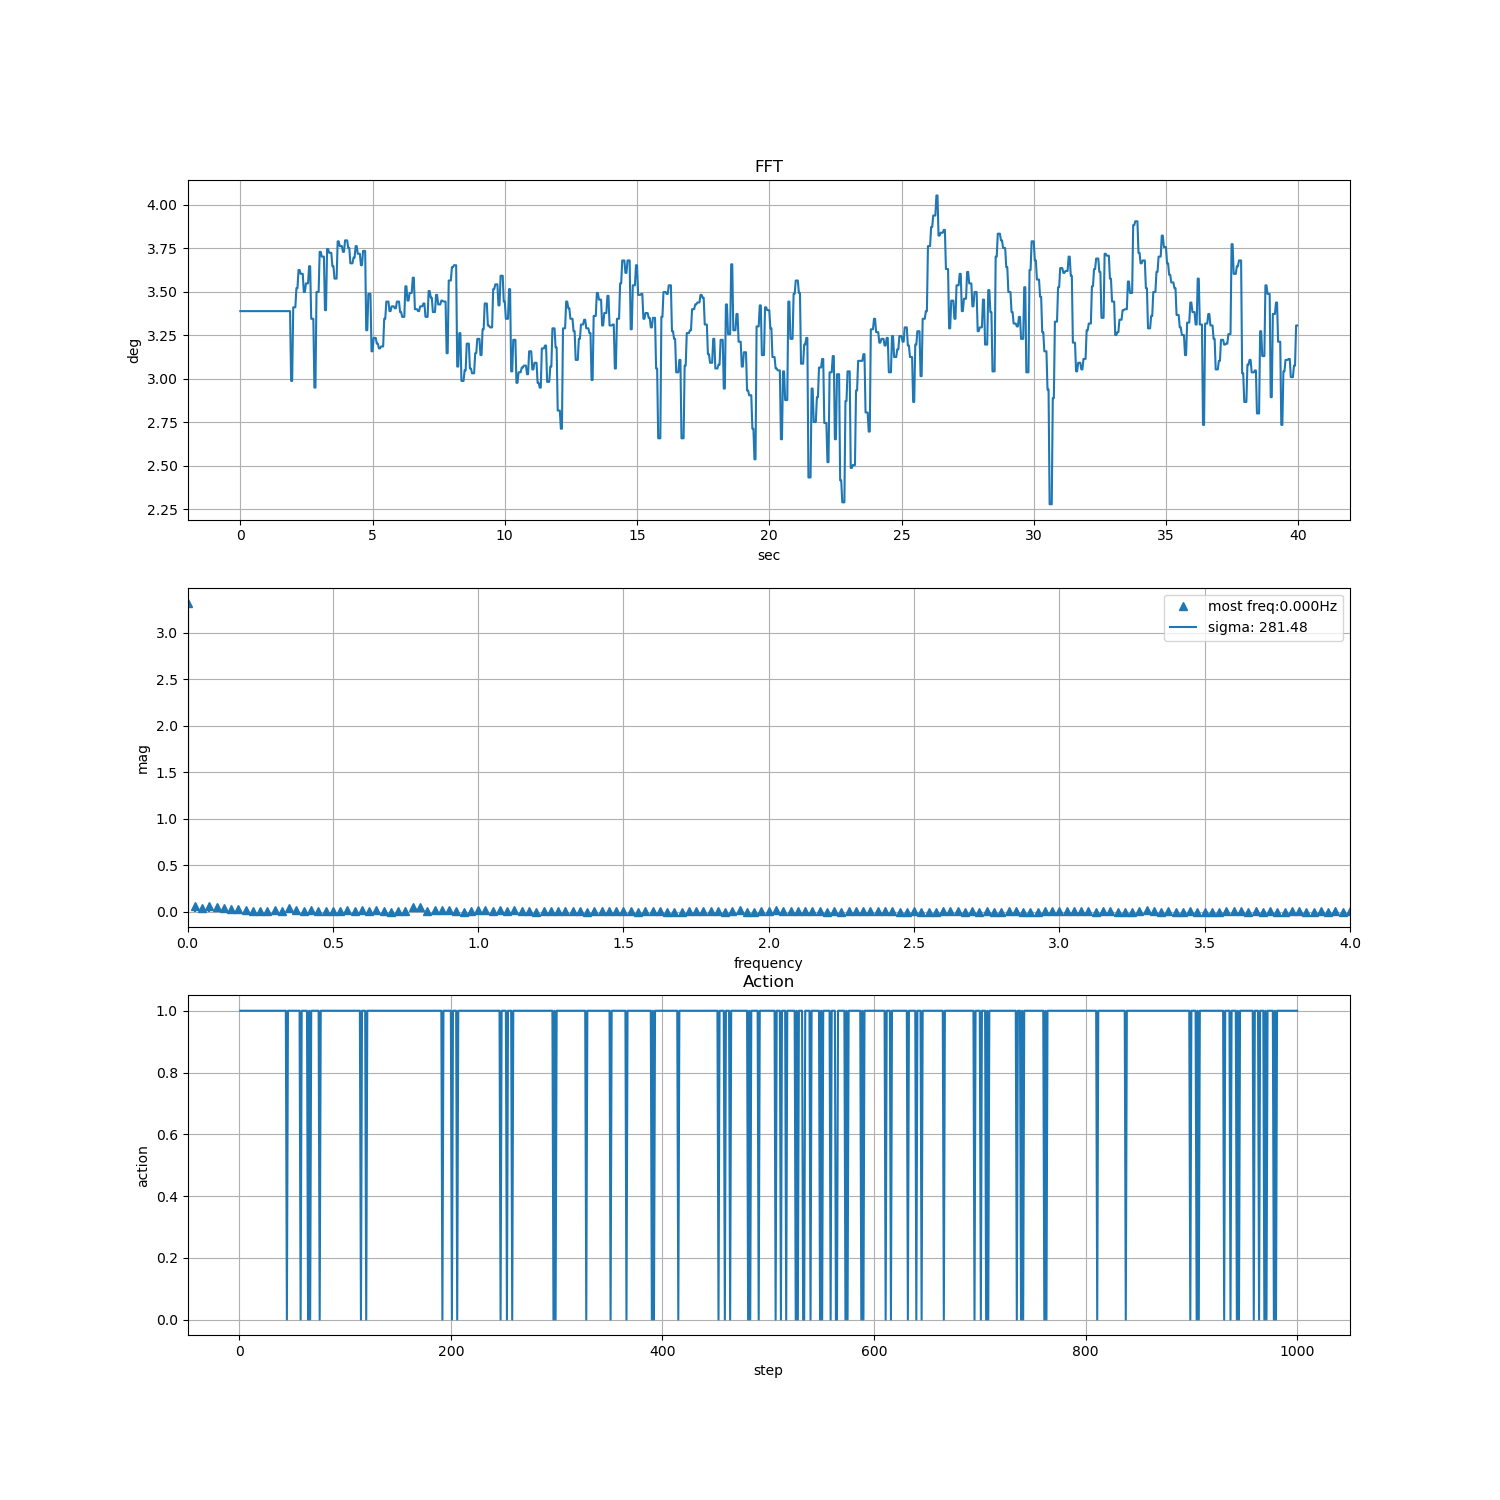 FFT
4.00
3.75
3.50
3.25
3.00
2.75
2.50
2.25
deg
0 5 10 15 20 25 30 35 40
sec
most freq:0.000Hz
sigma: 281.48
3.0
2.5
2.0
1.5
1.0
0.5
0.0
mag
0.0 0.5 1.0 1.5 2.0 2.5 3.0 3.5 4.0
frequency
Action
1.0
0.8
0.6
0.4
0.2
0.0
action
0 200 400 600 800 1000
step